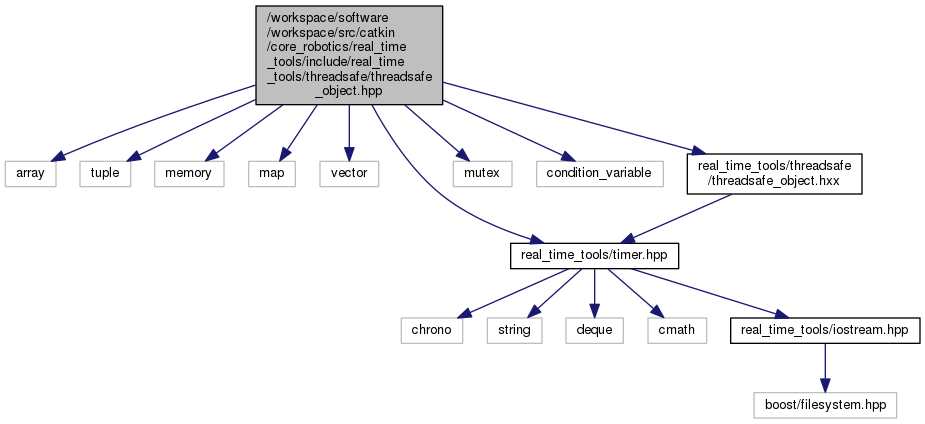 /workspace/software
/workspace/src/catkin
/core_robotics/real_time
_tools/include/real_time
_tools/threadsafe/threadsafe
_object.hpp
array
tuple
memory
map
vector
mutex
condition_variable
real_time_tools/threadsafe
/threadsafe_object.hxx
real_time_tools/timer.hpp
chrono
string
deque
cmath
real_time_tools/iostream.hpp
boost/filesystem.hpp